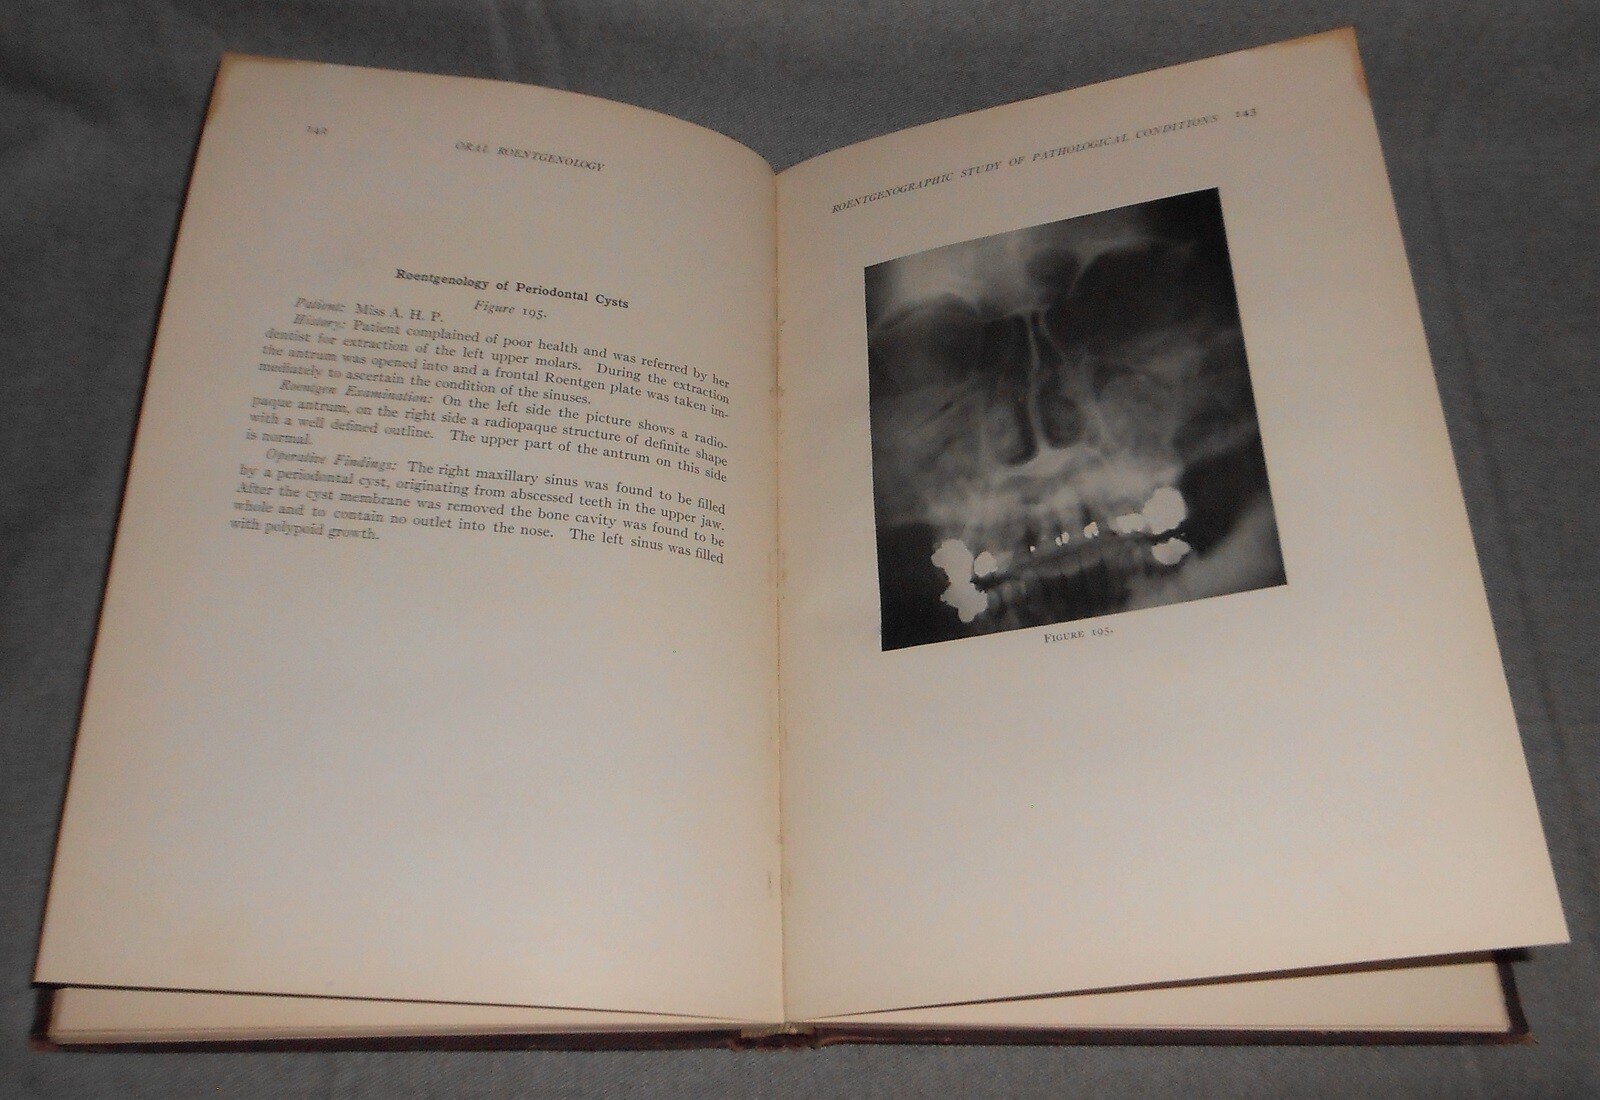 142
ORAL ROENTGENOLOGY
Roentgenology of Periodontal Cysts
Figure 195.
Patient: Miss A. H. P.
History: Patient complained of poor health and was referred by her
dentist for extraction of the left upper molars. During the extraction
the antrum was opened into and a frontal Roentgen plate was taken im-
mediately to ascertain the condition of the sinuses.
Roentgen Examination: On the left side the picture shows a radio-
paque antrum, on the right side a radiopaque structure of definite shape
with a well defined outline. The upper part of the antrum on this side
is normal.
Operative Findings: The right maxillary sinus was found to be filled
by a periodontal cyst, originating from abscessed teeth in the upper jaw.
After the cyst membrane was removed the bone cavity was found to be
whole and to contain no outlet into the nose. The left sinus was filled
with polypoid growth.
ROENTGENOGRAPHIC STUDY OF PATHOLOGICAL CONDITIONS 143
FIGURE 195.